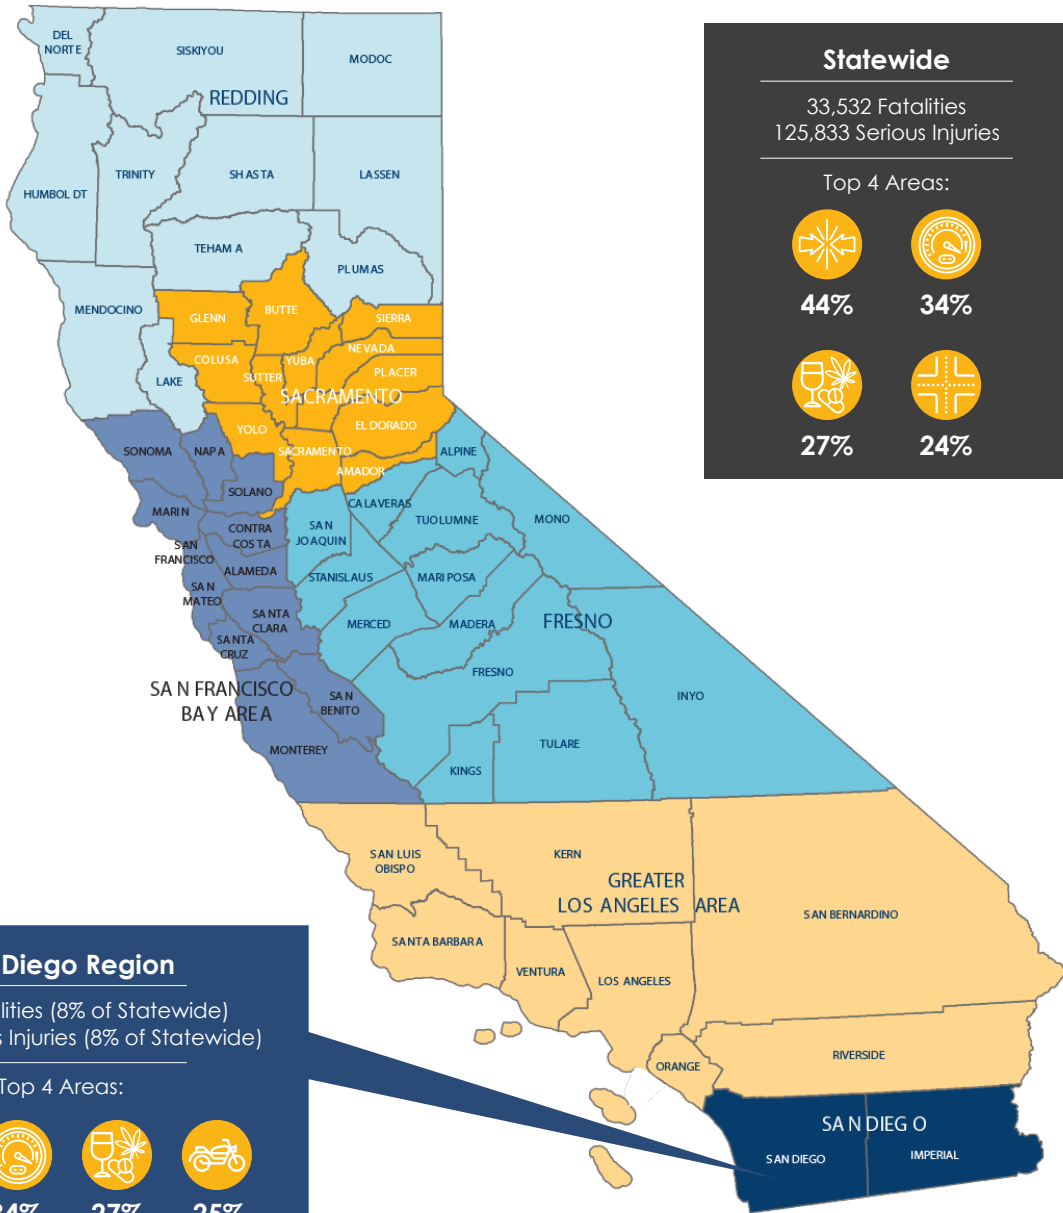 DEL
NORTE
SISKIYOU
MODOC
REDDING
HUMBOLDT
TRINITY
SHASTA
LASSEN
TEHAMA
PLUMAS
MENDOCINO
LAKE
GLENN
BUTTE
SIERRA
COLUSA
SUTTER
YUBA
NEVADA
PLACER
SACRAMENTO
YOLO
EL DORADO
SACRAMENTO
AMADOR
ALPINE
SONOMA
NAPA
SOLANO
MARIN
CONTRA
COSTA
SAN
FRANCISCO
ALAMEDA
SAN
MATEO
SANTA
CLARA
SANTA
CRUZ
SAN FRANCISCO
BAY AREA
SAN
BENITO
MONTEREY
CALAVERAS
SAN
JOAQUIN
TUOLUMNE
MONO
STANISLAUS
MARIPOSA
MERCED
MADERA
FRESNO
FRESNO
INYO
TULARE
KINGS
SAN LUIS
OBISPO
KERN
GREATER
LOS ANGELES AREA
SAN BERNARDINO
SANTA BARBARA
VENTURA
LOS ANGELES
ORANGE
RIVERSIDE
SAN DIEGO
SAN DIEGO
IMPERIAL
Statewide
33,532 Fatalities
125,833 Serious Injuries
Top 4 Areas:
44% 34%
27% 24%
Diego Region
lities (8% of Statewide)
s Injuries (8% of Statewide)
Top 4 Areas:
34% 27% 25%